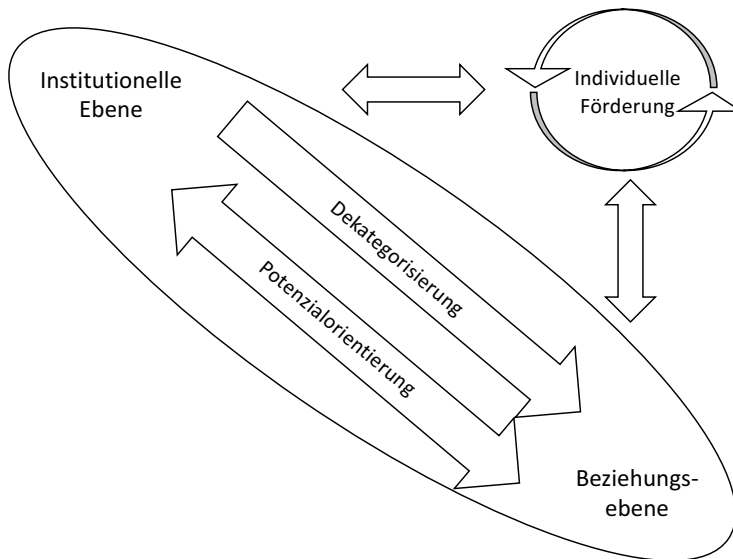 Institutionelle
Ebene
Individuelle
Förderung
Dekategorisierung
Potenzialorientierung
Beziehungs-
ebene